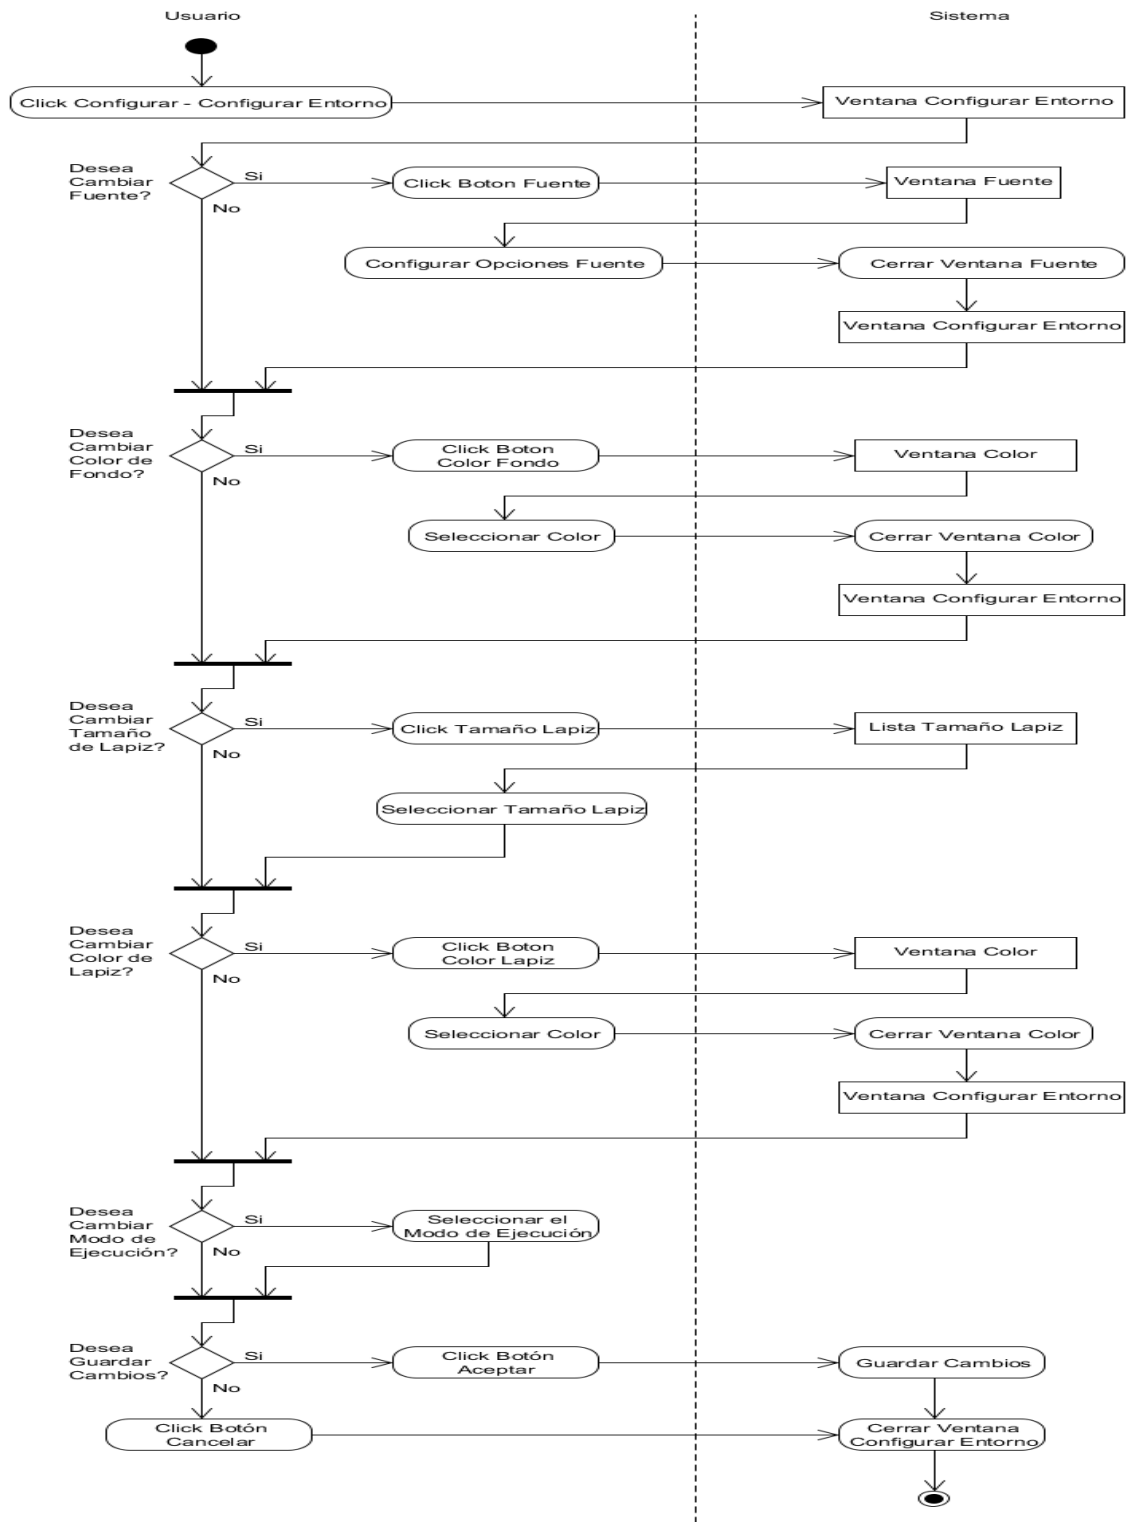 Usuario
Sistema
Click Configurar - Configurar Entorno
Ventana Configurar Entorno
Desea
Cambiar
Fuente?
Si
No
Click Boton Fuente
Ventana Fuente
Configurar Opciones Fuente
Cerrar Ventana Fuente
Ventana Configurar Entorno
Desea
Cambiar
Color de
Fondo?
Si
No
Click Boton
Color Fondo
Ventana Color
Seleccionar Color
Cerrar Ventana Color
Ventana Configurar Entorno
Desea
Cambiar
Tamaño
de Lapiz?
Si
No
Click Tamaño Lapiz
Lista Tamaño Lapiz
Seleccionar Tamaño Lapiz
Desea
Cambiar
Color de
Lapiz?
Si
No
Click Boton
Color Lapiz
Ventana Color
Seleccionar Color
Cerrar Ventana Color
Ventana Configurar Entorno
Desea
Cambiar
Modo de
Ejecución?
Si
No
Seleccionar el
Modo de Ejecución
Desea
Guardar
Cambios?
Si
No
Click Botón
Aceptar
Guardar Cambios
Click Botón
Cancelar
Cerrar Ventana
Configurar Entorno